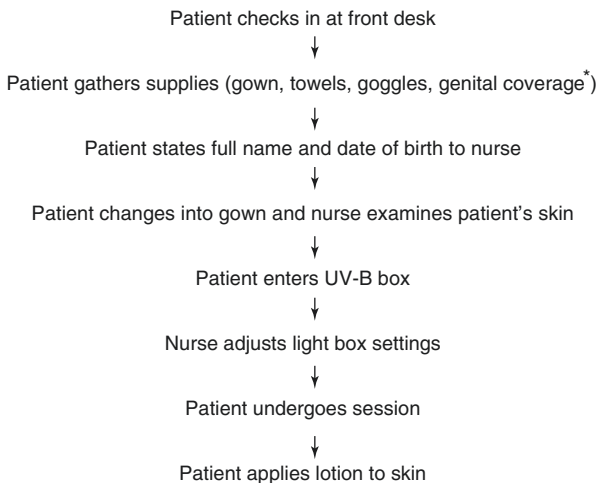 Patient checks in at front desk
Patient gathers supplies (gown, towels, goggles, genital coverage*)
Patient states full name and date of birth to nurse
Patient changes into gown and nurse examines patient's skin
Patient enters UV-B box
Nurse adjusts light box settings
Patient undergoes session
Patient applies lotion to skin